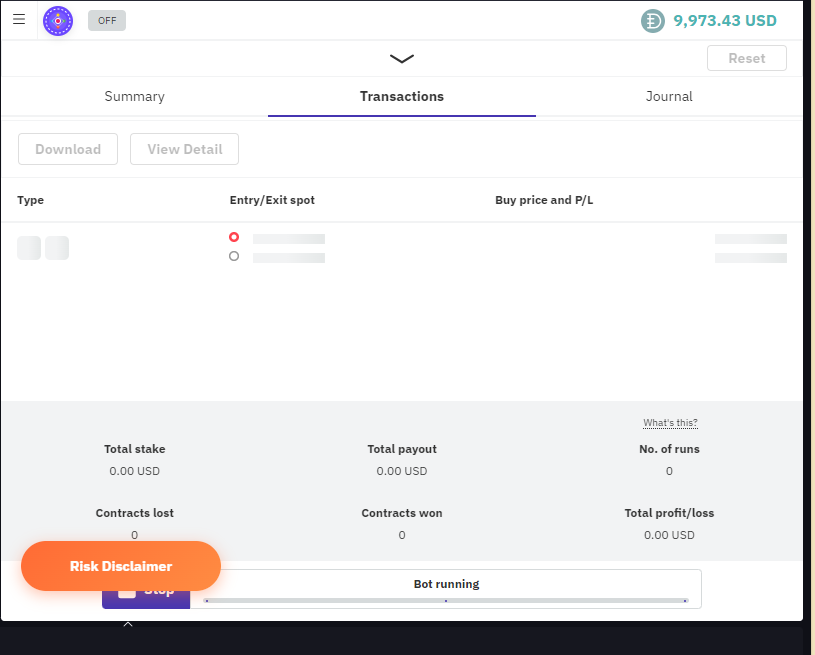 OFF
9,973.43 USD
Reset
Summary
Transactions
Journal
Download
View Detail
Type
Entry/Exit spot
Buy price and P/L
What's this?
Total stake
Total payout
No. of runs
0.00 USD
0.00 USD
0
Contracts lost
Contracts won
Total profit/loss
0
0
0.00 USD
Risk Disclaimer
Stop
Bot running